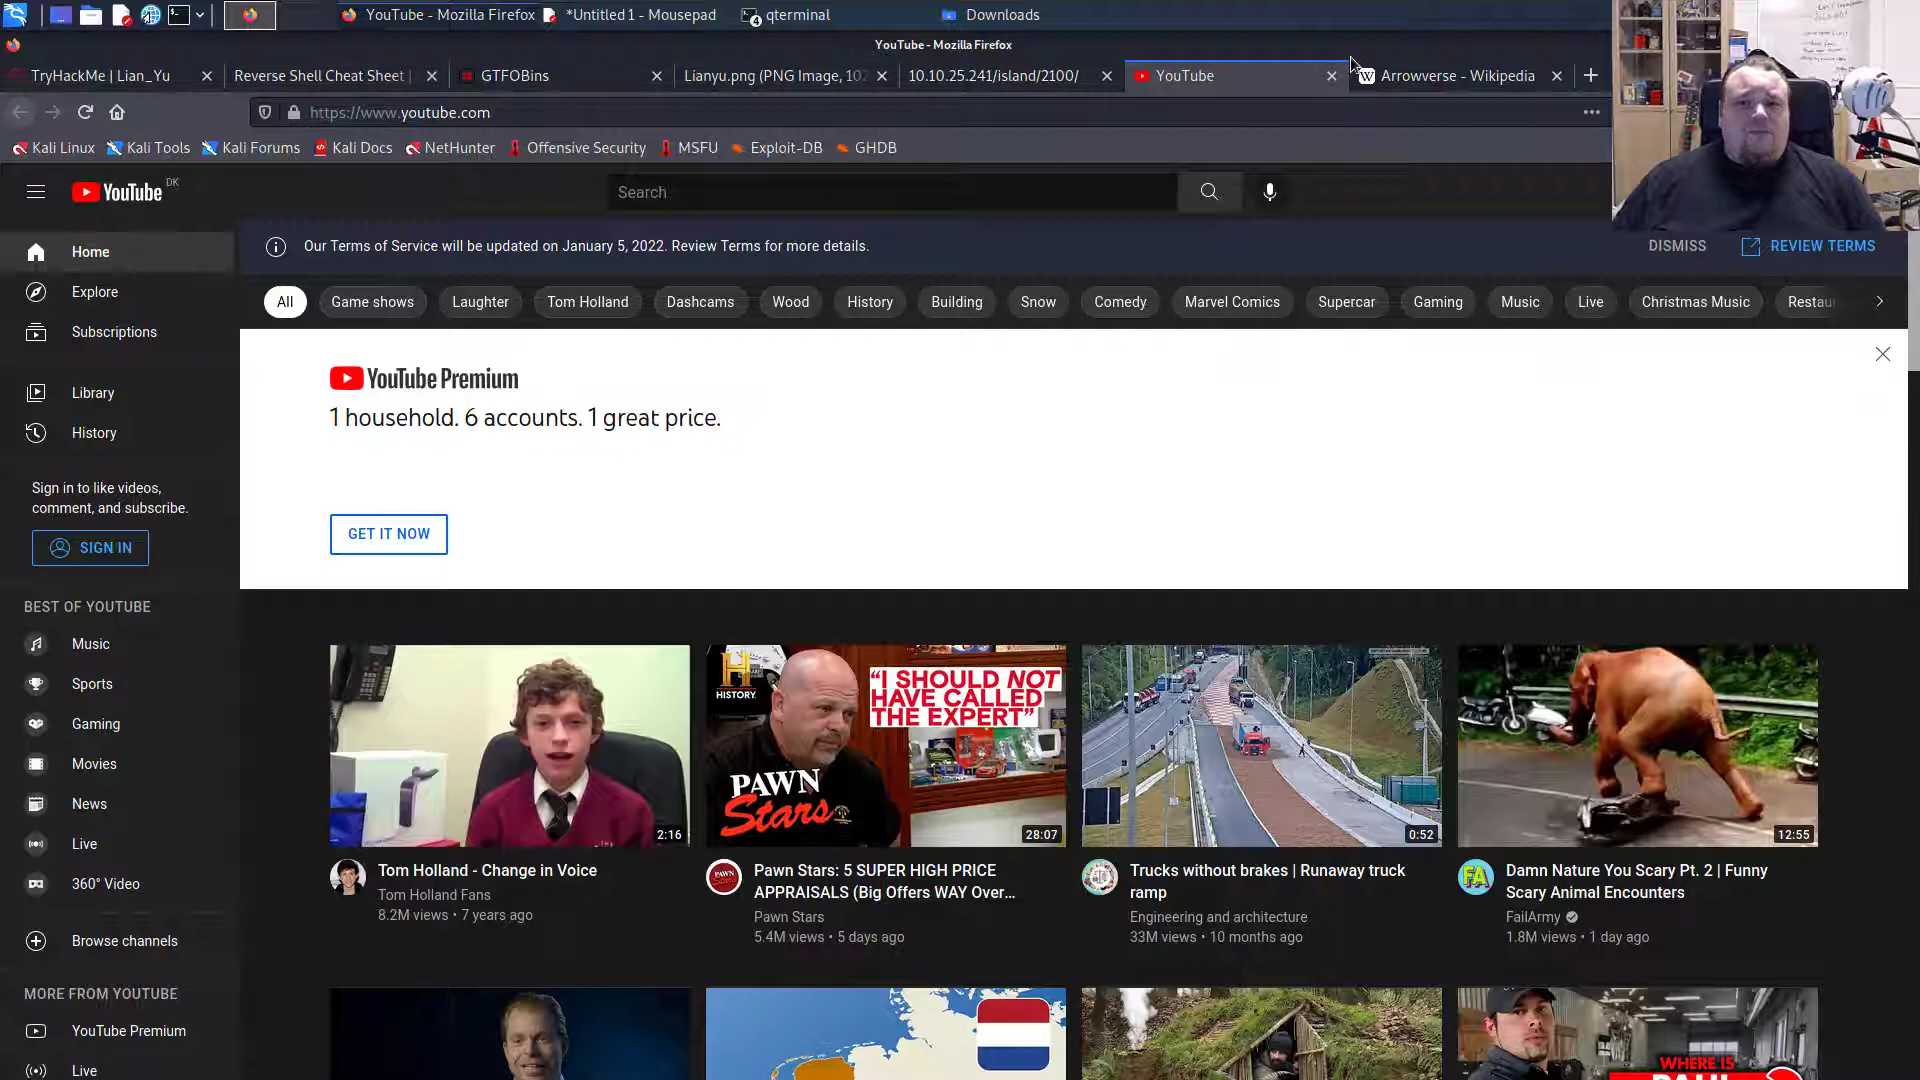 YouTube - Mozilla Firefox
*Untitled 1 - Mousepad
4
qterminal
Downloads
YouTube - Mozilla Firefox
TryHackMe | Lian_Yu
Reverse Shell Cheat Sheet |
GTFOBins
Lianyu.png (PNG Image, 102
10.10.25.241/island/2100/
YouTube
W
Arrowverse - Wikipedia
https://www.youtube.com
Kali Linux
Kali Tools
Kali Forums
Kali Docs
NetHunter
Offensive Security
MSFU
Exploit-DB
GHDB
YouTube DK
Search
Home
Explore
Subscriptions
Library
History
Sign in to like videos,
comment, and subscribe.
SIGN IN
BEST OF YOUTUBE
Music
Sports
Gaming
Movies
News
Live
360° Video
Browse channels
MORE FROM YOUTUBE
YouTube Premium
Live
Our Terms of Service will be updated on January 5, 2022. Review Terms for more details.
DISMISS
REVIEW TERMS
All
Game shows
Laughter
Tom Holland
Dashcams
Wood
History
Building
Snow
Comedy
Marvel Comics
Supercar
Gaming
Music
Live
Christmas Music
Restau
YouTube Premium
1 household. 6 accounts. 1 great price.
GET IT NOW
2:16
Tom Holland - Change in Voice
Tom Holland Fans
8.2M views • 7 years ago
H
HISTORY.
"I SHOULD NOT
HAVE CALLED
THE EXPERT"
PAWN
Stars
28:07
PAWN
Pawn Stars: 5 SUPER HIGH PRICE
APPRAISALS (Big Offers WAY Over...
Pawn Stars
5.4M views • 5 days ago
0:52
Trucks without brakes | Runaway truck
ramp
Engineering and architecture
33M views • 10 months ago
12:55
FA
Damn Nature You Scary Pt. 2 | Funny
Scary Animal Encounters
FailArmy
1.8M views • 1 day ago
WHERE IS